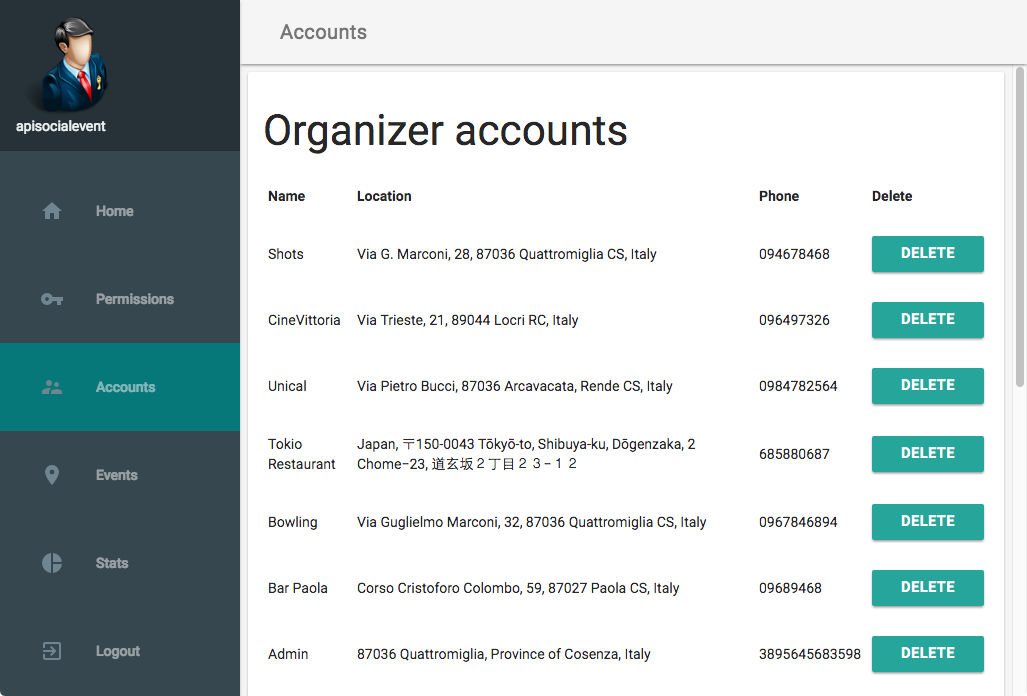 apisocialevent
Home
Permissions
Accounts
Events
Stats
Logout
Accounts
Organizer accounts
Name Location Phone Delete
Shots Via G. Marconi, 28, 87036 Quattromiglia CS, Italy 094678468 DELETE
CineVittoria Via Trieste, 21, 89044 Locri RC, Italy 096497326 DELETE
Unical Via Pietro Bucci, 87036 Arcavacata, Rende CS, Italy 0984782564 DELETE
Tokio Japan, 〒150-0043 Tōkyō-to, Shibuya-ku, Dōgenzaka, 2
Restaurant Chome−23, 道玄坂２丁目２３−１２ 685880687 DELETE
Bowling Via Guglielmo Marconi, 32, 87036 Quattromiglia CS, Italy 0967846894 DELETE
Bar Paola Corso Cristoforo Colombo, 59, 87027 Paola CS, Italy 09689468 DELETE
Admin 87036 Quattromiglia, Province of Cosenza, Italy 3895645683598 DELETE